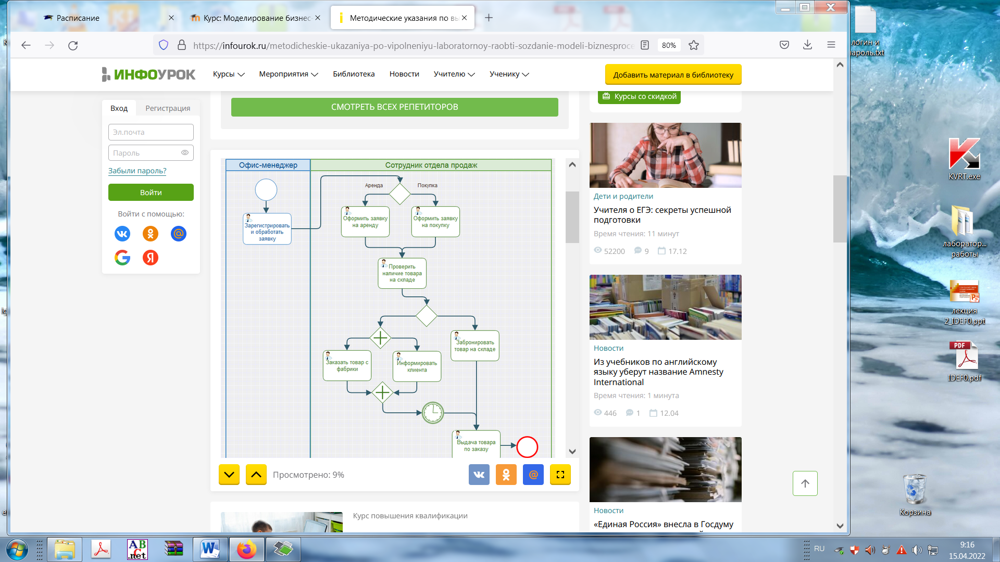 Расписание
Курс: Моделирование бизнес-
Методические указания по вы
https://infourok.ru/metodicheskie-ukazaniya-po-vipolneniyu-laboratornoy-raobti-sozdanie-modeli-biznesproce
80%
ИНФОУРОК
Курсы
Мероприятия
Библиотека
Новости
Учителю
Ученику
Добавить материал в библиотеку
Вход
Регистрация
Эл.почта
Пароль
Забыли пароль?
Войти
Войти с помощью:
СМОТРЕТЬ ВСЕХ РЕПЕТИТОРОВ
Офис-менеджер
Сотрудник отдела продаж
Аренда
Покупка
Зарегистрировать
и обработать
заявку
Оформить заявку
на аренду
Оформить заявку
на покупку
Проверить
наличие товара
на складе
Забронировать
товар на складе
Заказать товар с
фабрики
Информировать
клиента
Выдача товара
по заказу
Просмотрено: 9%
Курс повышения квалификации
Курсы со скидкой
Дети и родители
Учителя о ЕГЭ: секреты успешной
подготовки
Время чтения: 11 минут
52200
9
17.12
Новости
Из учебников по английскому
языку уберут название Amnesty
International
Время чтения: 1 минута
446
1
12.04
Новости
«Единая Россия» внесла в Госдуму
логин и
пароль.txt
KVRT.exe
лаборатор...
работы
лекция
2_IDEF0.ppt
PDF
IDEF0.pdf
Корзина
ABC
.net
RU
9:16
15.04.2022